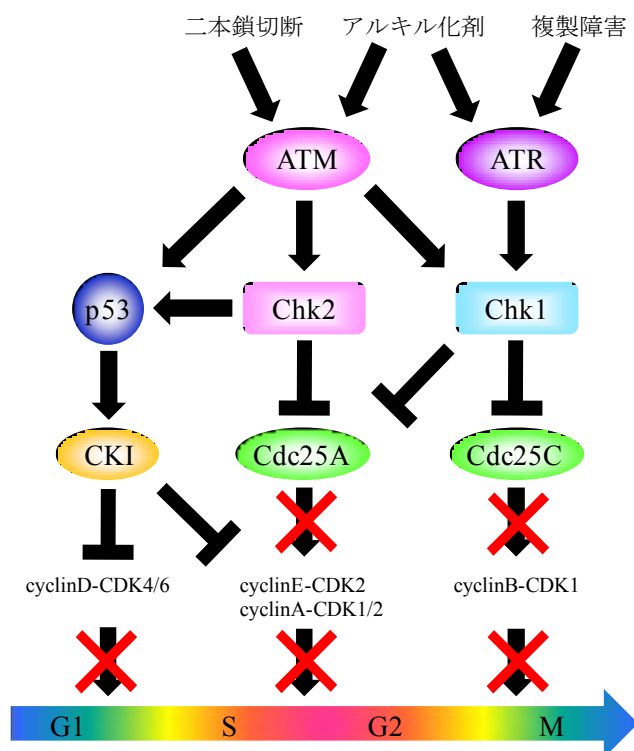 二本鎖切断
アルキル化剤
複製障害
ATM
ATR
p53
Chk2
Chk1
CKI
Cdc25A
Cdc25C
cyclinD-CDK4/6
cyclinE-CDK2
cyclinA-CDK1/2
cyclinB-CDK1
G1
S
G2
M